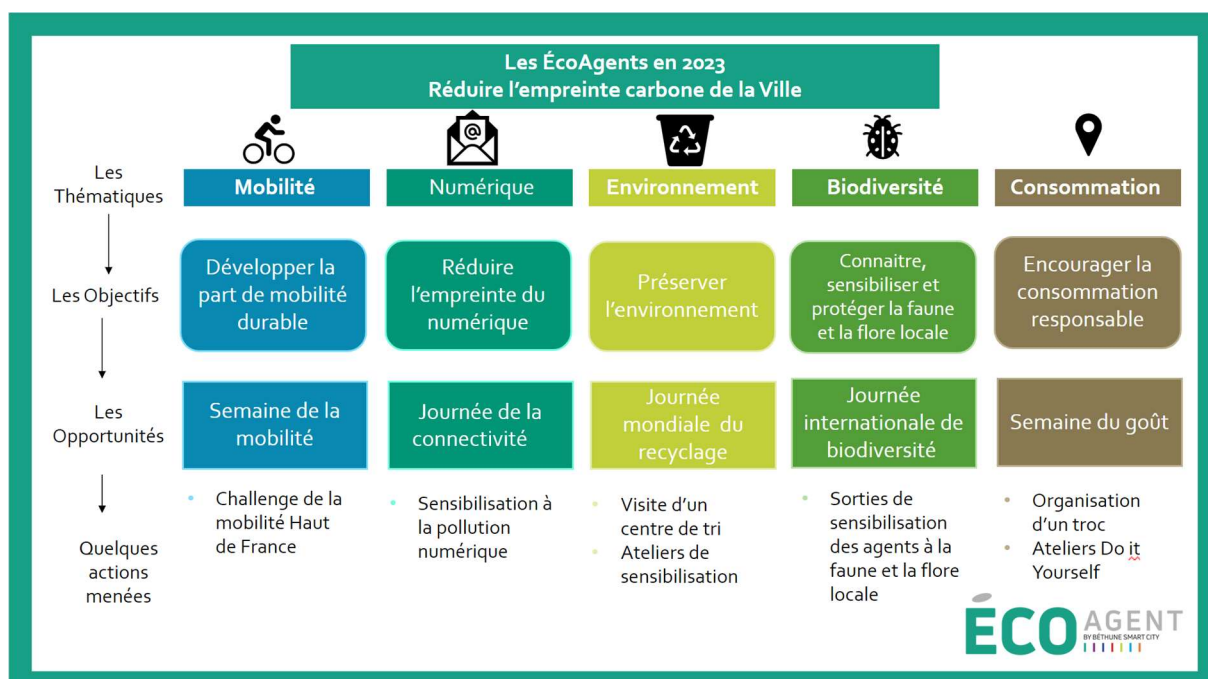 Les ÉcoAgents en 2023
Réduire l'empreinte carbone de la Ville
Les
Thématiques
Mobilité
Numérique
Environnement
Biodiversité
Consommation
Les Objectifs
Développer la
part de mobilité
durable
Réduire
l'empreinte du
numérique
Préserver
l'environnement
Connaitre,
sensibiliser et
protéger la faune
et la flore locale
Encourager la
consommation
responsable
Les
Opportunités
Semaine de la
mobilité
Journée de la
connectivité
Journée
mondiale du
recyclage
Journée
internationale de
biodiversité
Semaine du goût
Quelques
actions
menées
• Challenge de la
mobilité Haut
de France
• Sensibilisation à
la pollution
numérique
• Visite d'un
centre de tri
• Ateliers de
sensibilisation
• Sorties de
sensibilisation
des agents à la
faune et la flore
locale
• Organisation
d'un troc
• Ateliers Do it
Yourself
ÉCO AGENT
BY BÉTHUNE SMART CITY